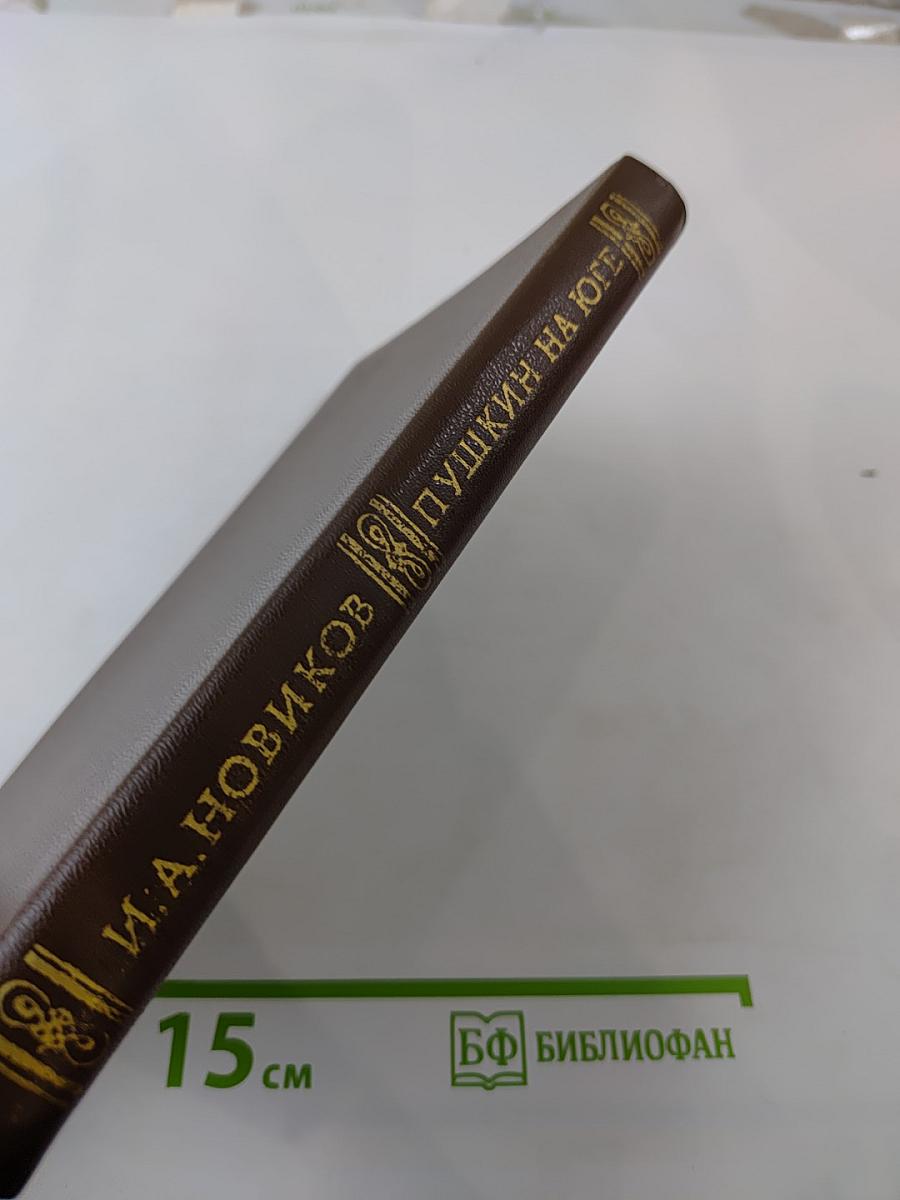 И. А. НОВИКОВ
ПУШКИН НА ЮГЕ
15 см
БФ БИБЛИОФАН